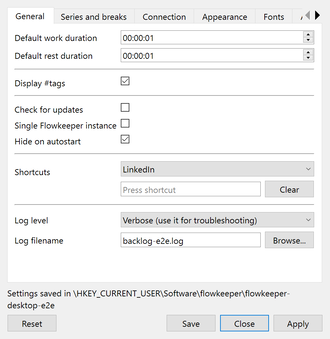 General Series and breaks Connection Appearance Fonts A
Default work duration 00:00:01
Default rest duration 00:00:01
Display #tags
Check for updates
Single Flowkeeper instance
Hide on autostart
Shortcuts LinkedIn
Press shortcut Clear
Log level Verbose (use it for troubleshooting)
Log filename backlog-e2e.log Browse...
Settings saved in \HKEY_CURRENT_USER\Software\flowkeeper\flowkeeper-
desktop-e2e
Reset Save Close Apply